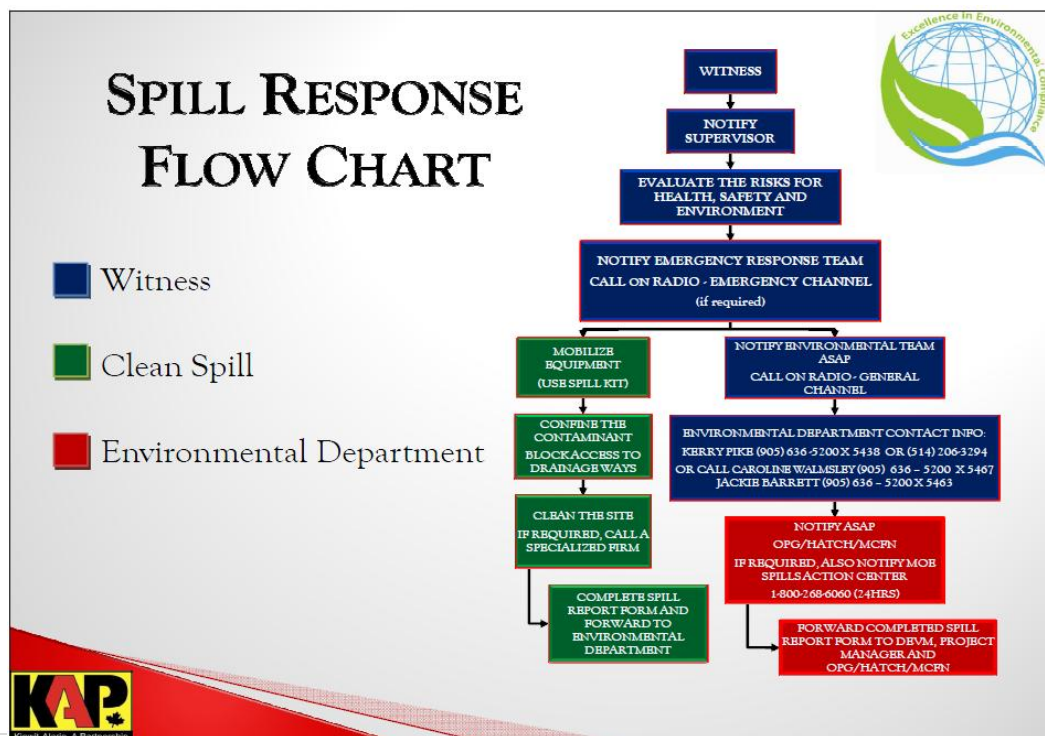 SPILL RESPONSE
FLOW CHART
Witness
Clean Spill
Environmental Department
Excellence in Environmental Compliance
WITNESS
NOTIFY
SUPERVISOR
EVALUATE THE RISKS FOR
HEALTH, SAFETY AND
ENVIRONMENT
NOTIFY EMERGENCY RESPONSE TEAM
CALL ON RADIO - EMERGENCY CHANNEL
(if required)
MOBILIZE
EQUIPMENT
(USE SPILL KIT)
CONFINE THE
CONTAMINANT
BLOCK ACCESS TO
DRAINAGE WAYS
CLEAN THE SITE
IF REQUIRED, CALL A
SPECIALIZED FIRM
COMPLETE SPILL
REPORT FORM AND
FORWARD TO
ENVIRONMENTAL
DEPARTMENT
NOTIFY ENVIRONMENTAL TEAM
ASAP
CALL ON RADIO - GENERAL
CHANNEL
ENVIRONMENTAL DEPARTMENT CONTACT INFO:
KERRY PIKE (905) 636 -5200 X 5438 OR (514) 206-3294
OR CALL CAROLINE WALMSLEY (905) 636 – 5200 X 5467
JACKIE BARRETT (905) 636 – 5200 X 5463
NOTIFY ASAP
OPG/HATCH/MCFN
IF REQUIRED, ALSO NOTIFY MOE
SPILLS ACTION CENTER
1-800-268-6060 (24HRS)
FORWARD COMPLETED SPILL
REPORT FORM TO DEVM, PROJECT
MANAGER AND
OPG/HATCH/MCFN
KAP
A Partnership